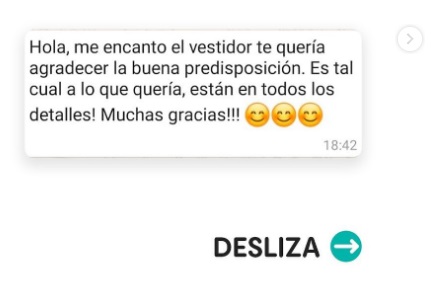 Hola, me encanto el vestidor te quería
agradecer la buena predisposición. Es tal
cual a lo que quería, están en todos los
detalles! Muchas gracias!!! 😊😊😊
18:42
DESLIZA